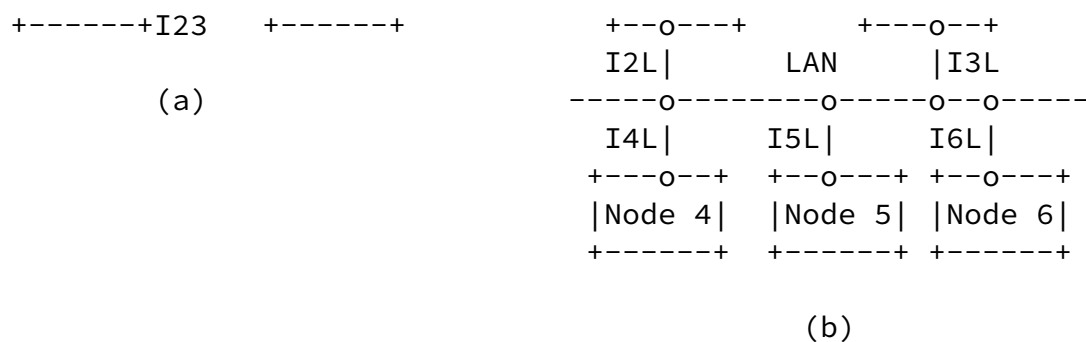 +------+I23   +------+             +--o---+      +---o--+
                                   I2L|      LAN     |I3L
        (a)                      -----o--------o-----o--o-----
                                   I4L|     I5L|     I6L|
                                  +---o--+  +--o---+ +--o---+
                                  |Node 4|  |Node 5| |Node 6|
                                  +------+  +------+ +------+
                                              (b)